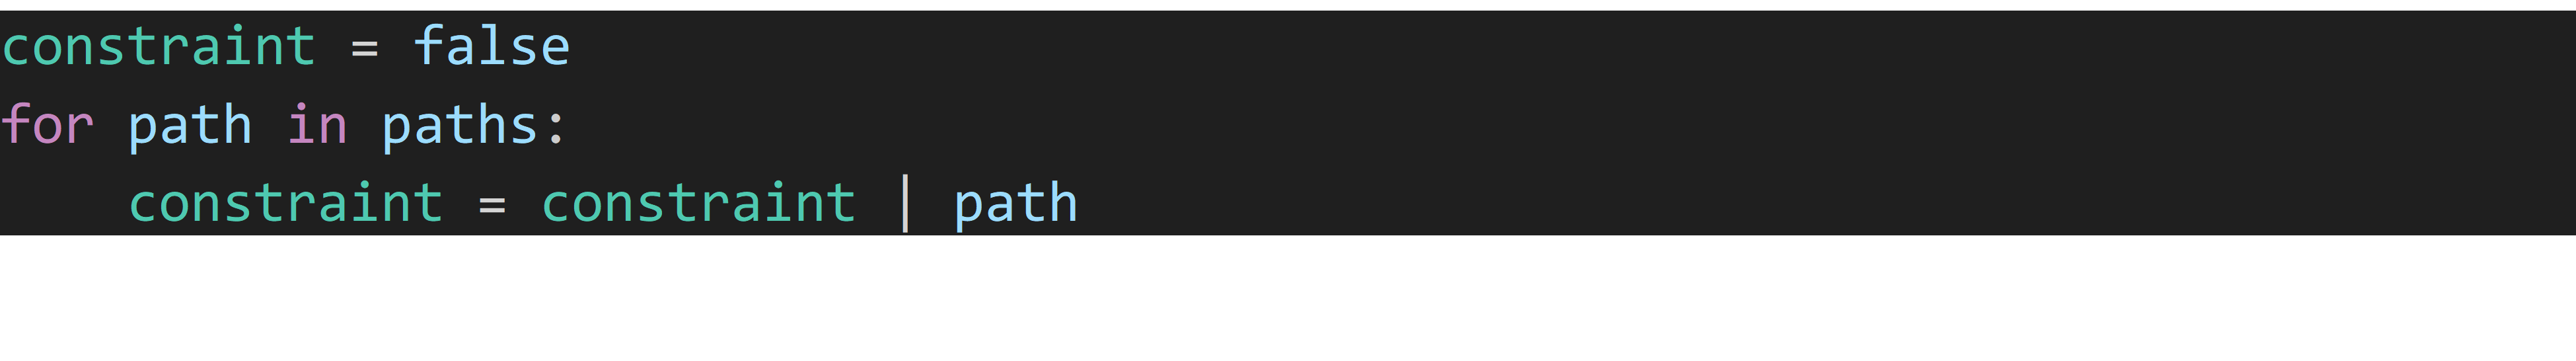 constraint = false
for path in paths:
    constraint = constraint | path